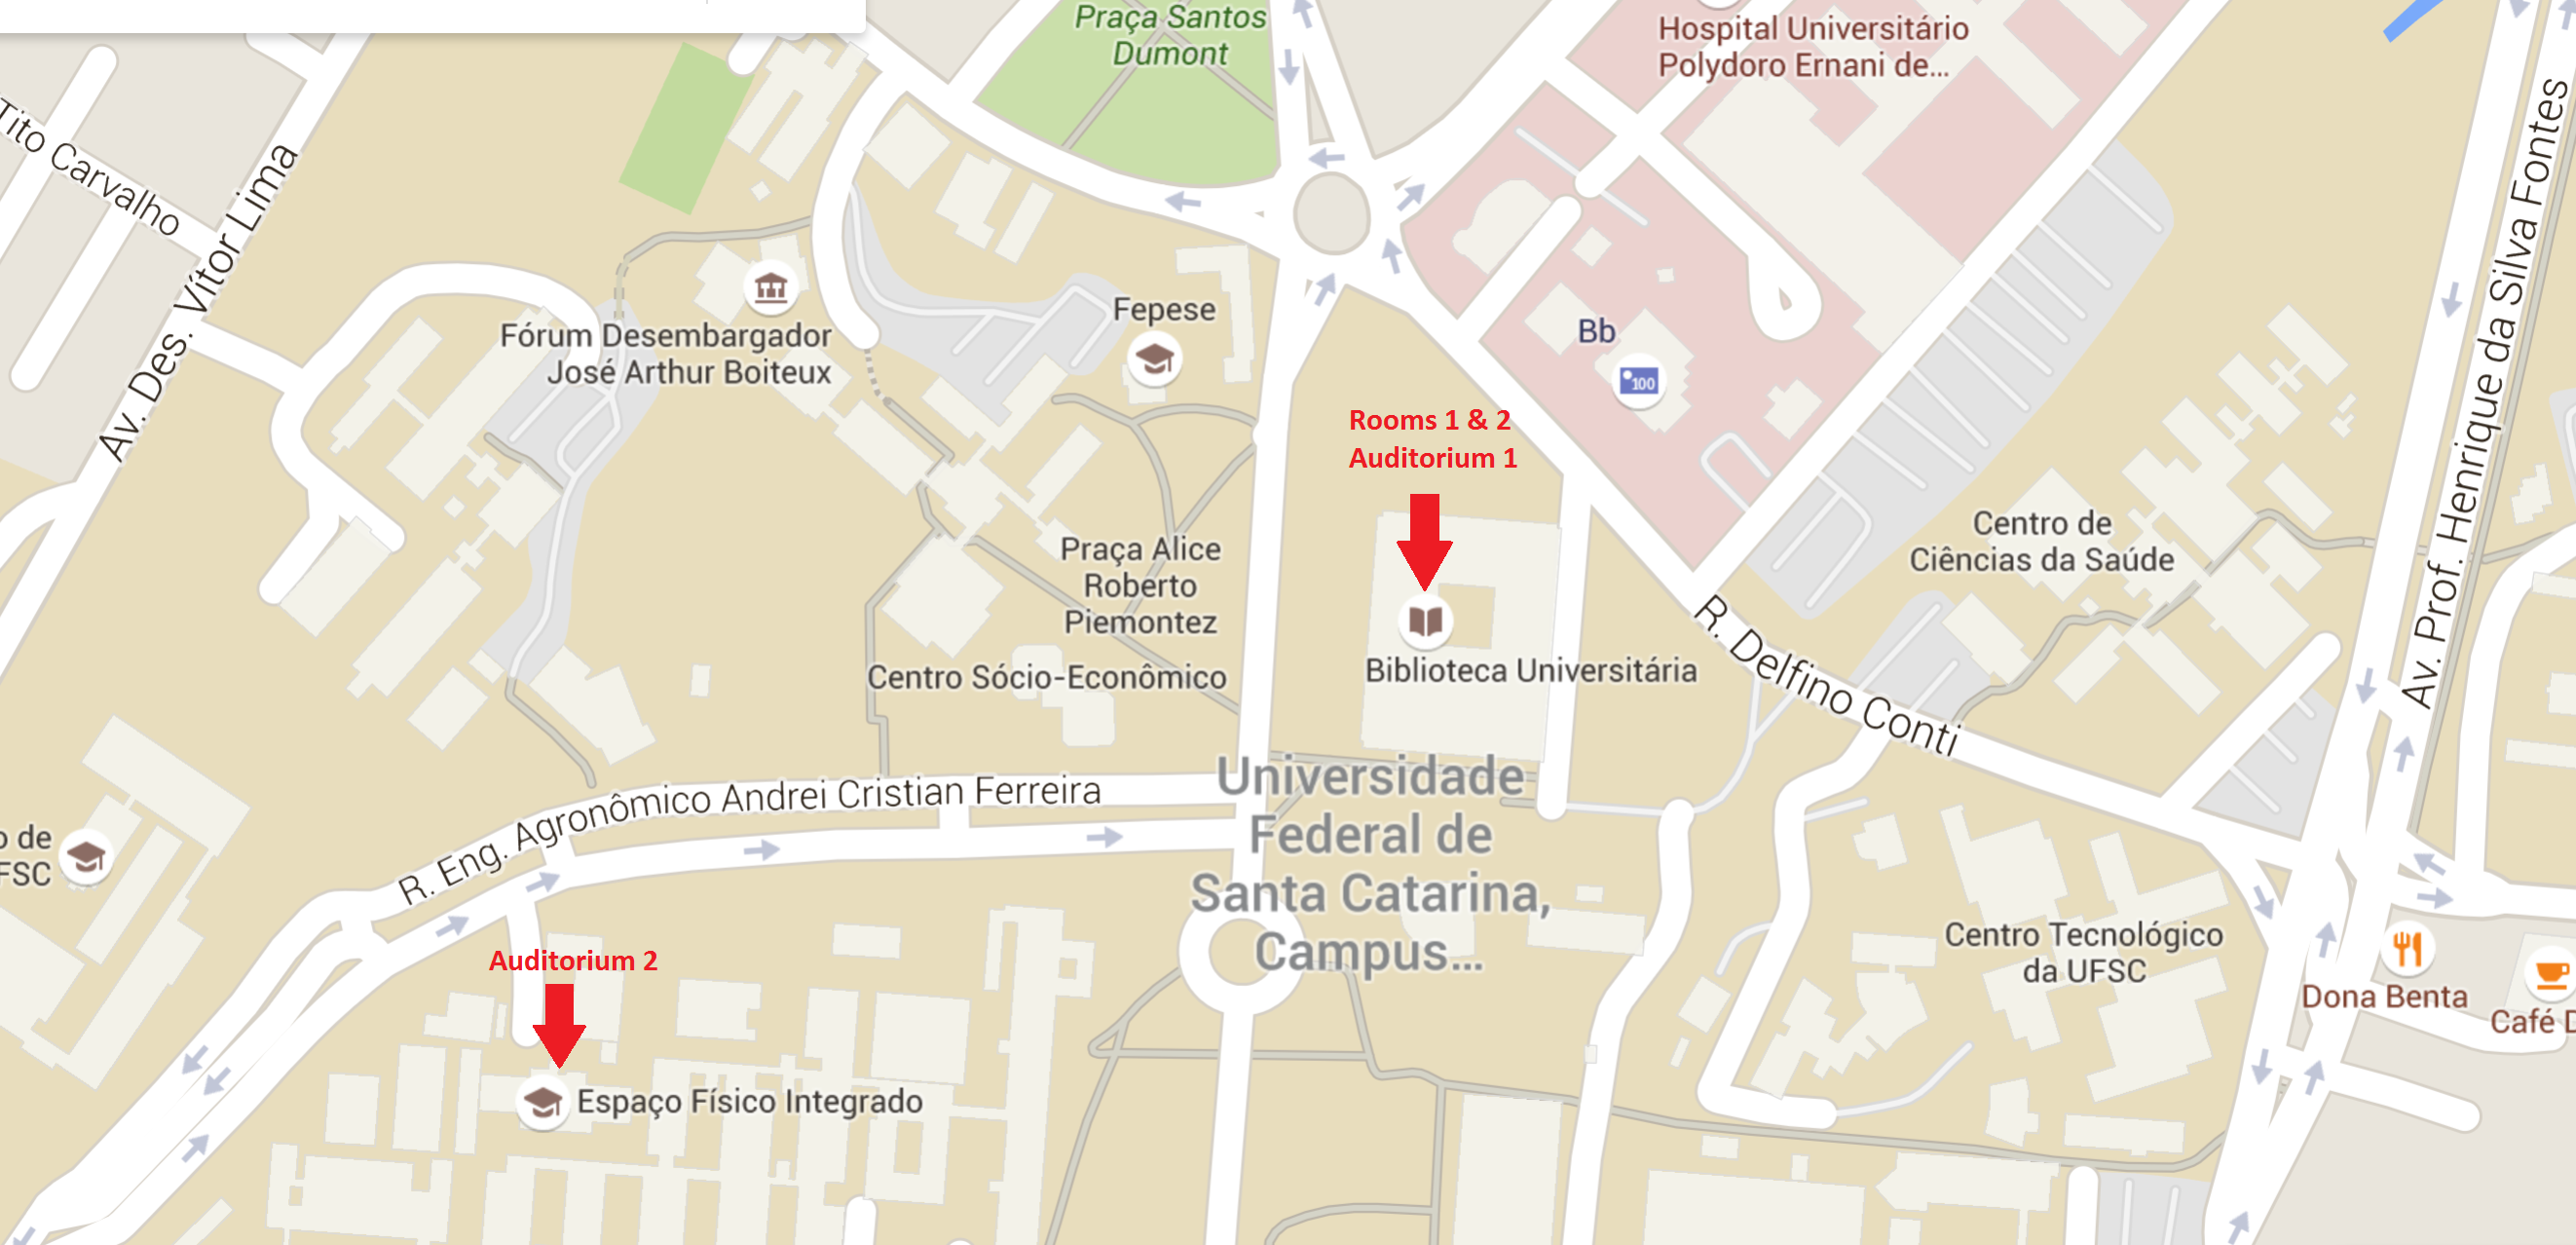 Praça Santos
Dumont
Hospital Universitário
Polydoro Ernani de...
Tito Carvalho
Av. Des. Vítor Lima
Av. Prof. Henrique da Silva Fontes
Fórum Desembargador
José Arthur Boiteux
Fepese
Bb
100
Rooms 1 & 2
Auditorium 1
Praça Alice
Roberto
Piemontez
Centro de
Ciências da Saúde
Centro Sócio-Econômico
Biblioteca Universitária
R. Delfino Conti
R. Eng. Agronômico Andrei Cristian Ferreira
Universidade
Federal de
Santa Catarina,
Campus...
o de
FSC
Auditorium 2
Espaço Físico Integrado
Centro Tecnológico
da UFSC
Dona Benta
Café D